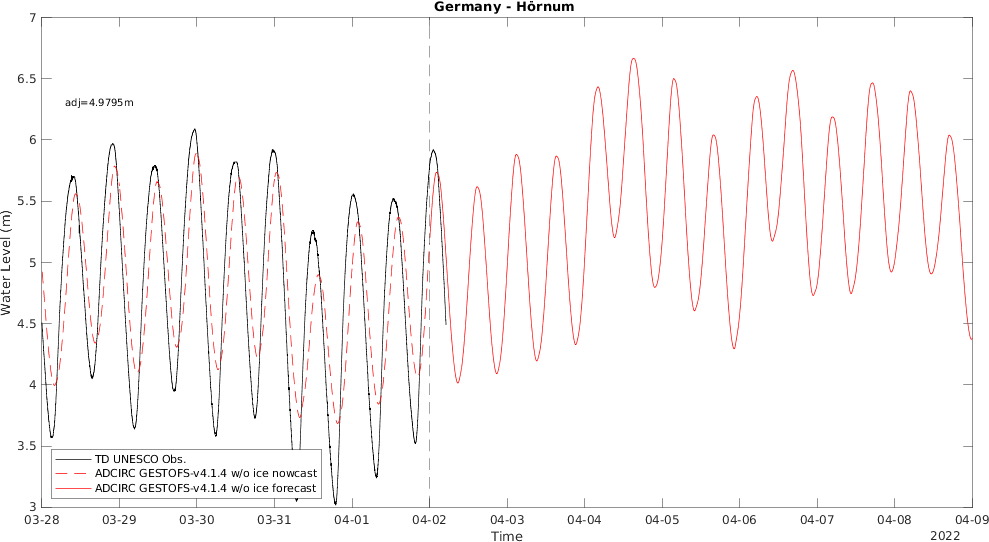 Germany - Hörnum
7
6.5
adj=4.9795m
6
5.5
Water Level (m)
5
4.5
4
3.5
3
TD UNESCO Obs.
ADCIRC GESTOFS-v4.1.4 w/o ice nowcast
ADCIRC GESTOFS-v4.1.4 w/o ice forecast
03-28 03-29 03-30 03-31 04-01 04-02 04-03 04-04 04-05 04-06 04-07 04-08 04-09
Time
2022